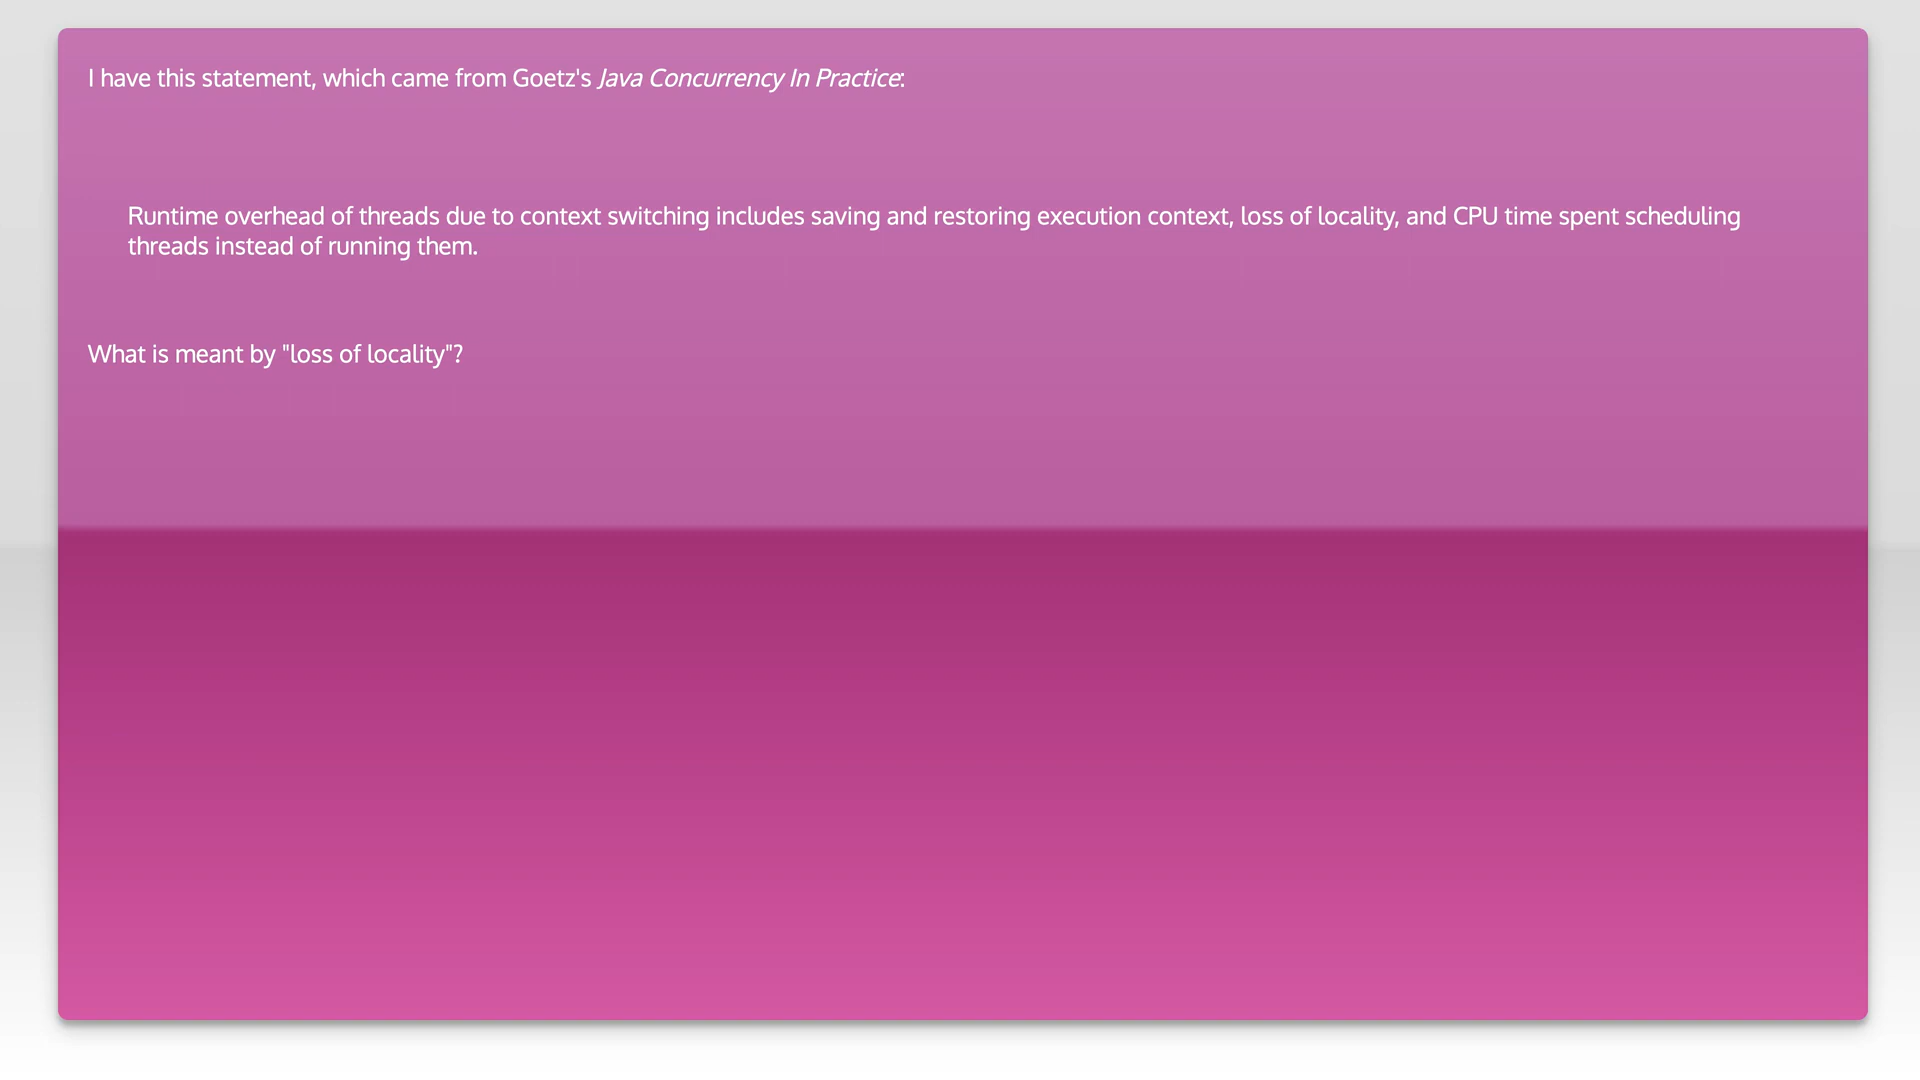 I have this statement, which came from Goetz's Java Concurrency In Practice:
Runtime overhead of threads due to context switching includes saving and restoring execution context, loss of locality, and CPU time spent scheduling
threads instead of running them.
What is meant by "loss of locality"?